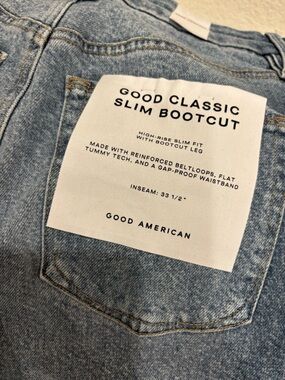 GOOD CLASSIC
SLIM BOOTCUT
HIGH-RISE SLIM FIT
WITH BOOTCUT LEG
MADE WITH REINFORCED BELTLOOPS, FLAT
TUMMY TECH, AND A GAP-PROOF WAISTBAND
INSEAM: 33 1/2"
GOOD AMERICAN